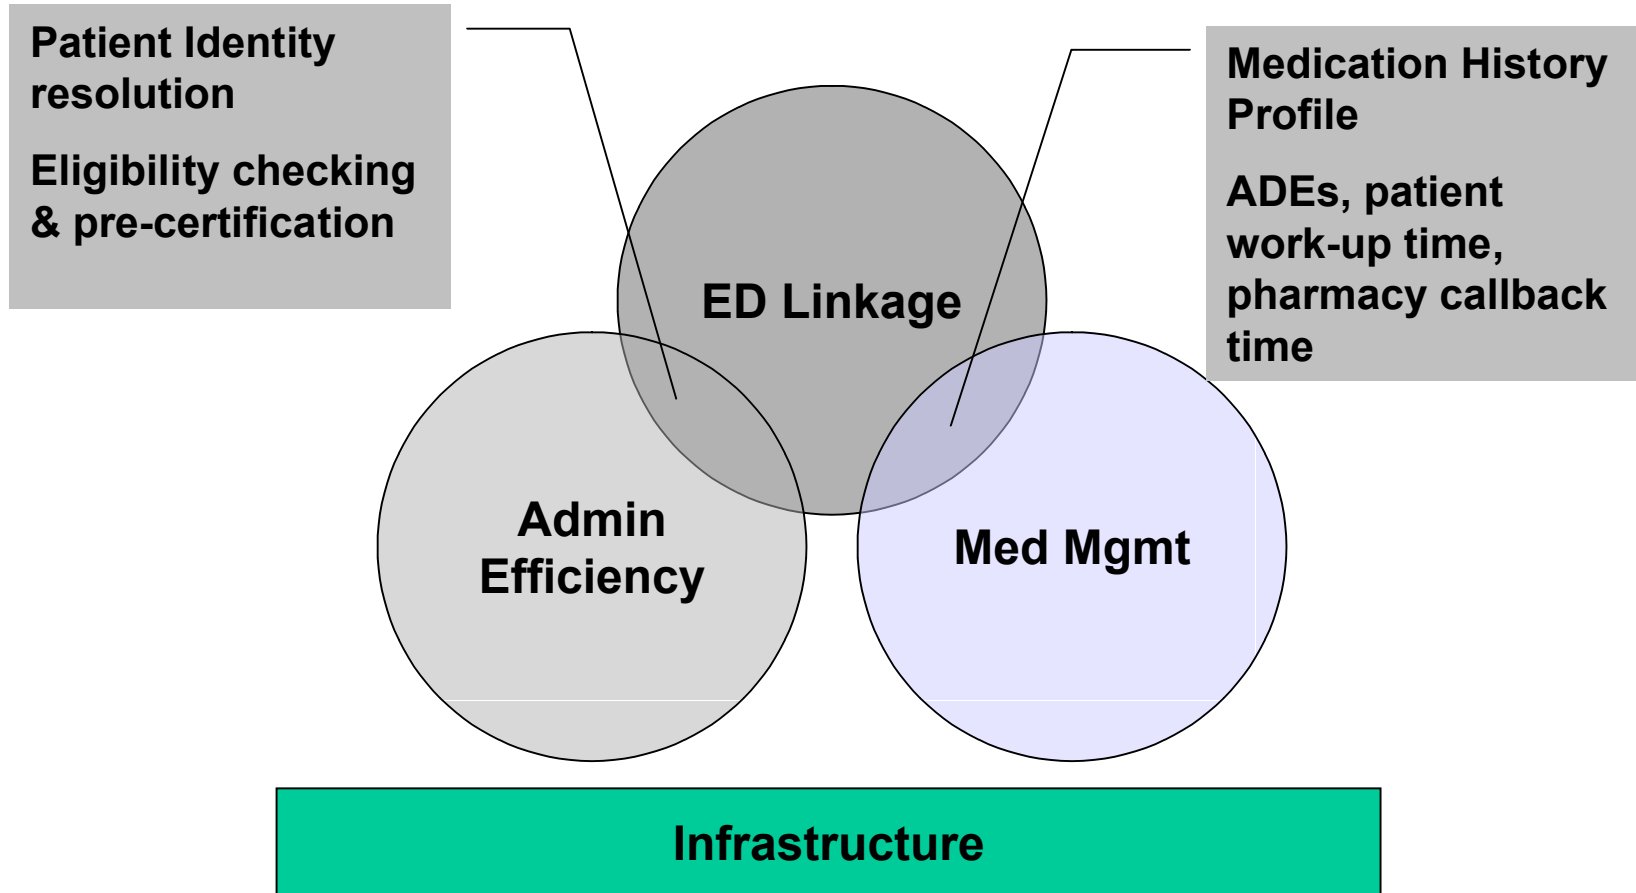 Patient Identity
resolution
Eligibility checking
& pre-certification
Medication History
Profile
ADEs, patient
work-up time,
pharmacy callback
time
ED Linkage
Admin
Efficiency
Med Mgmt
Infrastructure